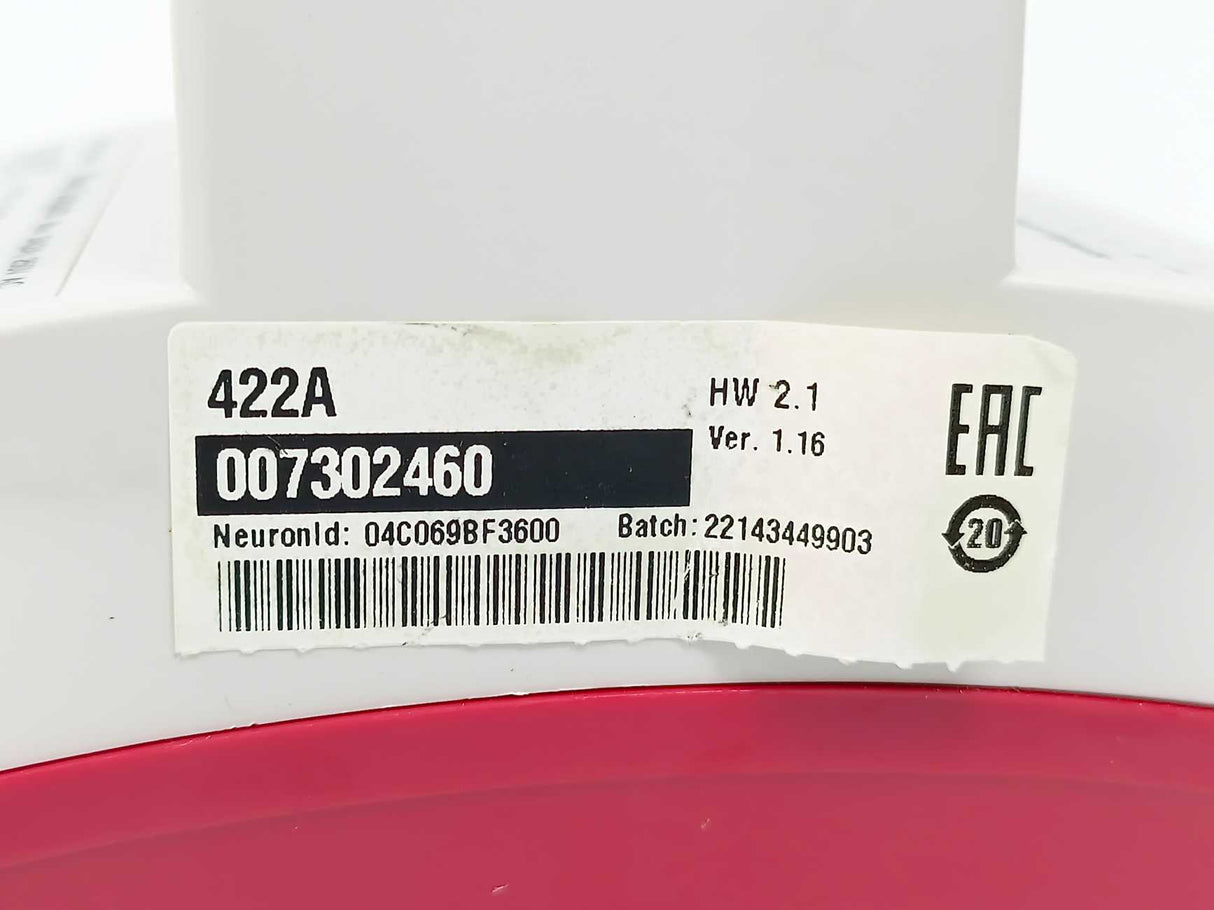 422A
HW 2.1
007302460
Ver. 1.16
NeuronId: 04C069BF3600 Batch: 22143449903
EAC
20